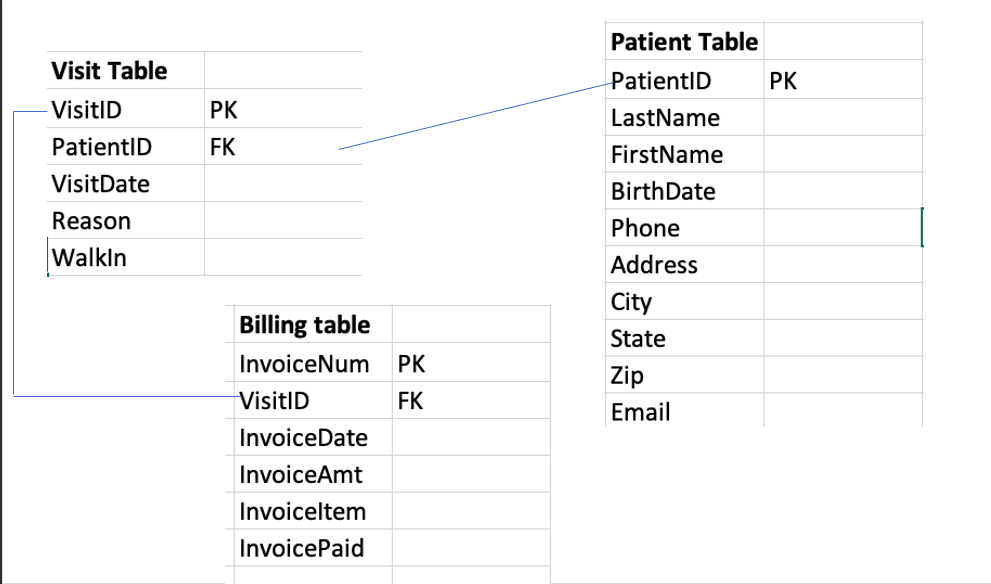 Visit Table
VisitID PK
PatientID FK
VisitDate
Reason
WalkIn
Patient Table
PatientID PK
LastName
FirstName
BirthDate
Phone
Address
City
State
Zip
Email
Billing table
InvoiceNum PK
VisitID FK
InvoiceDate
InvoiceAmt
InvoiceItem
InvoicePaid